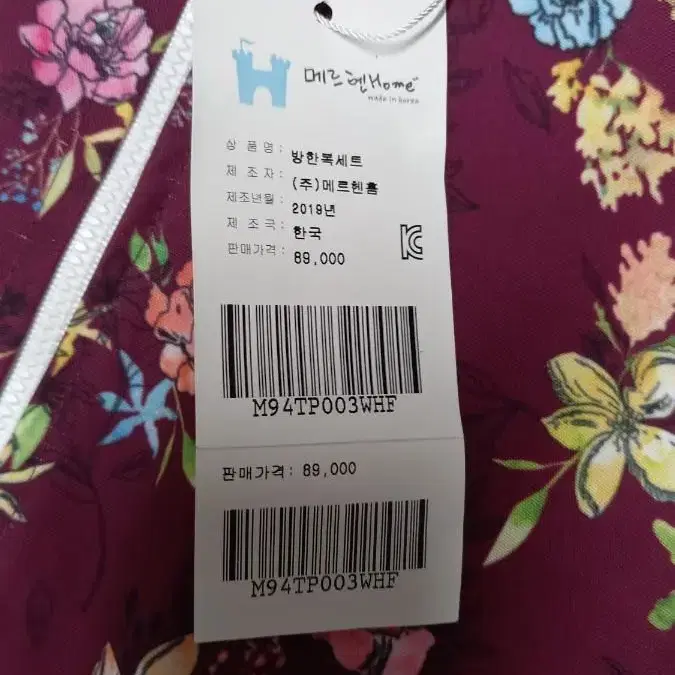 메르헨Home
made in korea
상 품 명 : 방한복세트
제 조 자 : (주)메르헨홈
제조년월 : 2019년
제 조 국 : 한국
판매가격 : 89,000
M94TP003WHF
판매가격: 89,000
M94TP003WHF